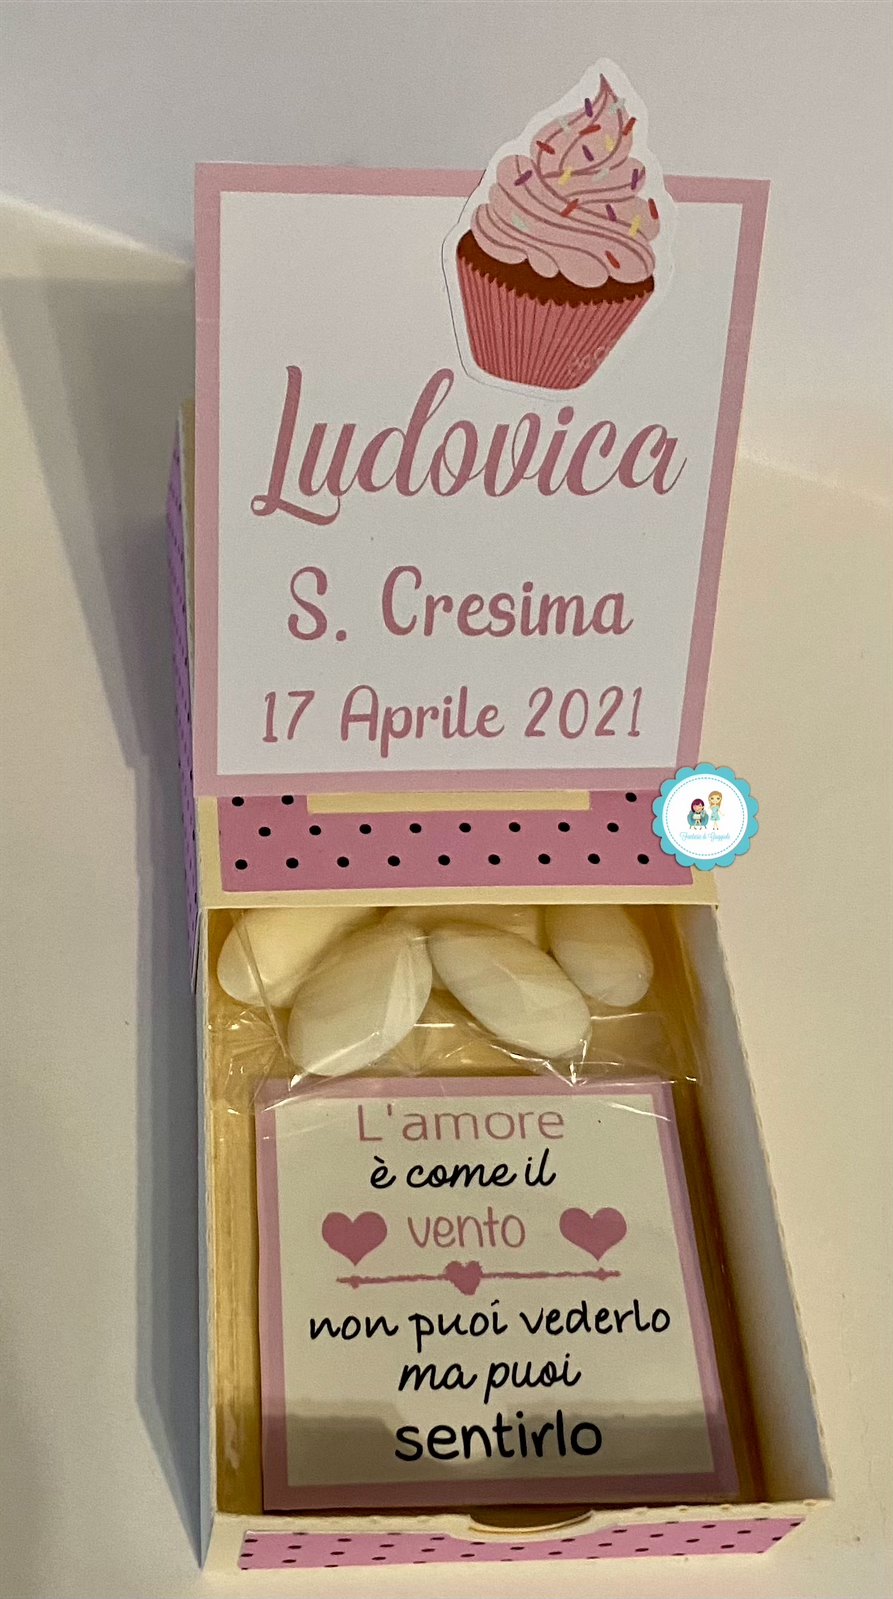 Ludovica
S. Cresima
17 Aprile 2021
L'amore
è come il
vento
non puoi vederlo
ma puoi
sentirlo